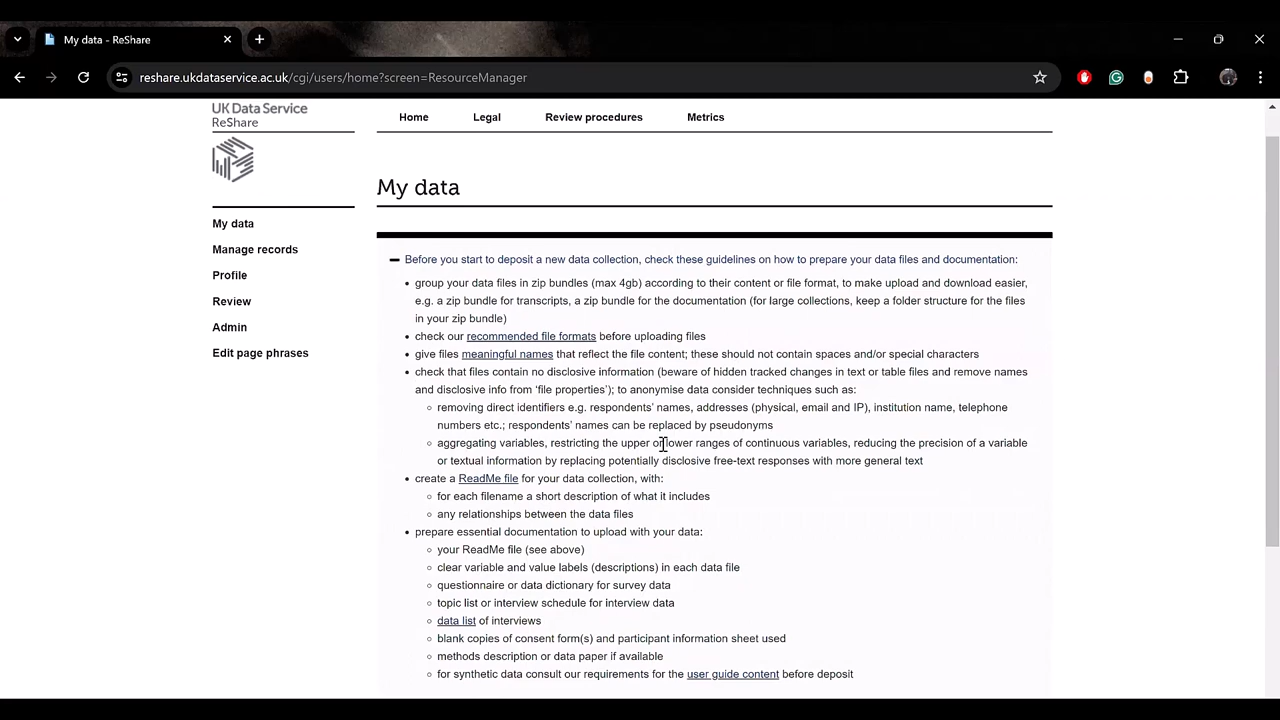 My data - ReShare
reshare.ukdataservice.ac.uk/cgi/users/home?screen=ResourceManager
UK Data Service
ReShare
Home
Legal
Review procedures
Metrics
My data
Manage records
Profile
Review
Admin
Edit page phrases
My data
Before you start to deposit a new data collection, check these guidelines on how to prepare your data files and documentation:
group your data files in zip bundles (max 4gb) according to their content or file format, to make upload and download easier,
e.g. a zip bundle for transcripts, a zip bundle for the documentation (for large collections, keep a folder structure for the files
in your zip bundle)
check our recommended file formats before uploading files
give files meaningful names that reflect the file content; these should not contain spaces and/or special characters
check that files contain no disclosive information (beware of hidden tracked changes in text or table files and remove names
and disclosive info from 'file properties'); to anonymise data consider techniques such as:
removing direct identifiers e.g. respondents' names, addresses (physical, email and IP), institution name, telephone
numbers etc.; respondents' names can be replaced by pseudonyms
aggregating variables, restricting the upper or lower ranges of continuous variables, reducing the precision of a variable
or textual information by replacing potentially disclosive free-text responses with more general text
create a ReadMe file for your data collection, with:
for each filename a short description of what it includes
any relationships between the data files
prepare essential documentation to upload with your data:
your ReadMe file (see above)
clear variable and value labels (descriptions) in each data file
questionnaire or data dictionary for survey data
topic list or interview schedule for interview data
data list of interviews
blank copies of consent form(s) and participant information sheet used
methods description or data paper if available
for synthetic data consult our requirements for the user guide content before deposit